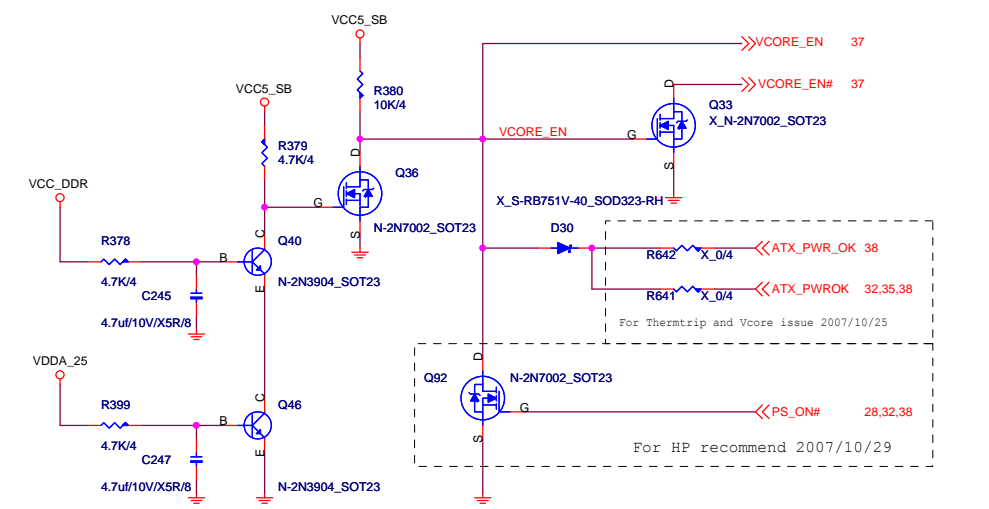 VCC5_SB
VCORE_EN 37
VCORE_EN# 37
R380
10K/4
VCC5_SB
D
Q33
X_N-2N7002_SOT23
G
S
VCORE_EN
R379
4.7K/4
D
Q36
G
N-2N7002_SOT23
S
VCC_DDR
X_S-RB751V-40_SOD323-RH
D30
R378
4.7K/4
C
Q40
B
N-2N3904_SOT23
E
C245
4.7uf/10V/X5R/8
R642 X_0/4
ATX_PWR_OK 38
R641 X_0/4
ATX_PWROK 32,35,38
For Thermtrip and Vcore issue 2007/10/25
VDDA_25
D
Q92
N-2N7002_SOT23
G
S
PS_ON# 28,32,38
For HP recommend 2007/10/29
R399
4.7K/4
C
Q46
B
E
C247
4.7uf/10V/X5R/8
N-2N3904_SOT23